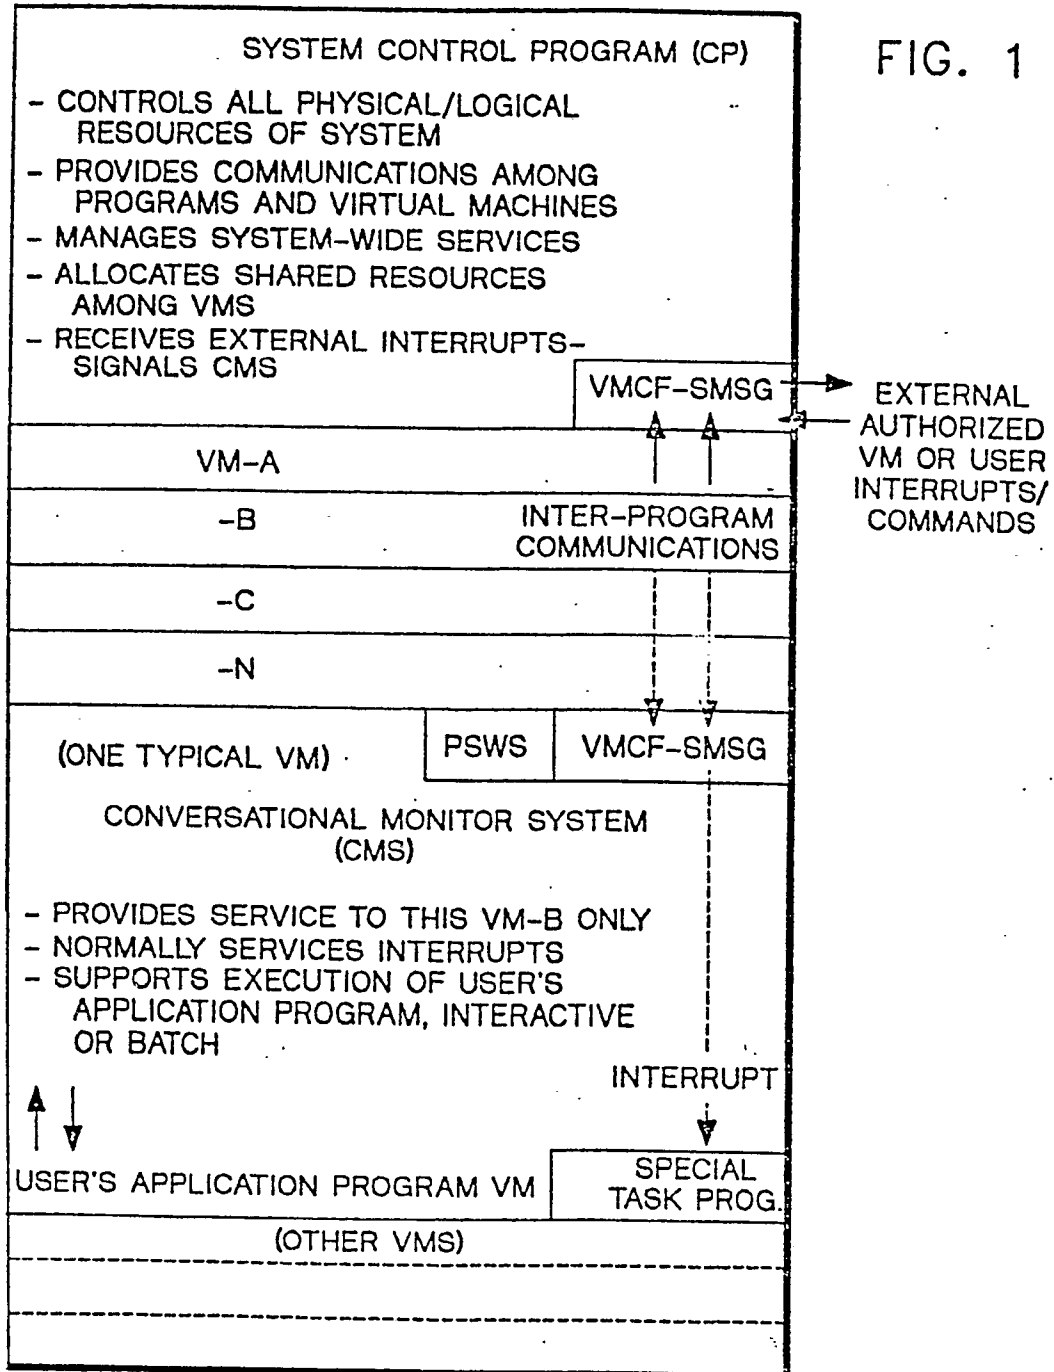 FIG. 1
SYSTEM CONTROL PROGRAM (CP)
- CONTROLS ALL PHYSICAL/LOGICAL
RESOURCES OF SYSTEM
- PROVIDES COMMUNICATIONS AMONG
PROGRAMS AND VIRTUAL MACHINES
- MANAGES SYSTEM-WIDE SERVICES
- ALLOCATES SHARED RESOURCES
AMONG VMS
- RECEIVES EXTERNAL INTERRUPTS-
SIGNALS CMS
VMCF-SMSG
EXTERNAL
AUTHORIZED
VM OR USER
INTERRUPTS/
COMMANDS
VM-A
-B
INTER-PROGRAM
COMMUNICATIONS
-C
-N
(ONE TYPICAL VM)
PSWS
VMCF-SMSG
CONVERSATIONAL MONITOR SYSTEM
(CMS)
- PROVIDES SERVICE TO THIS VM-B ONLY
- NORMALLY SERVICES INTERRUPTS
- SUPPORTS EXECUTION OF USER'S
APPLICATION PROGRAM, INTERACTIVE
OR BATCH
INTERRUPT
USER'S APPLICATION PROGRAM VM
SPECIAL
TASK PROG.
(OTHER VMS)